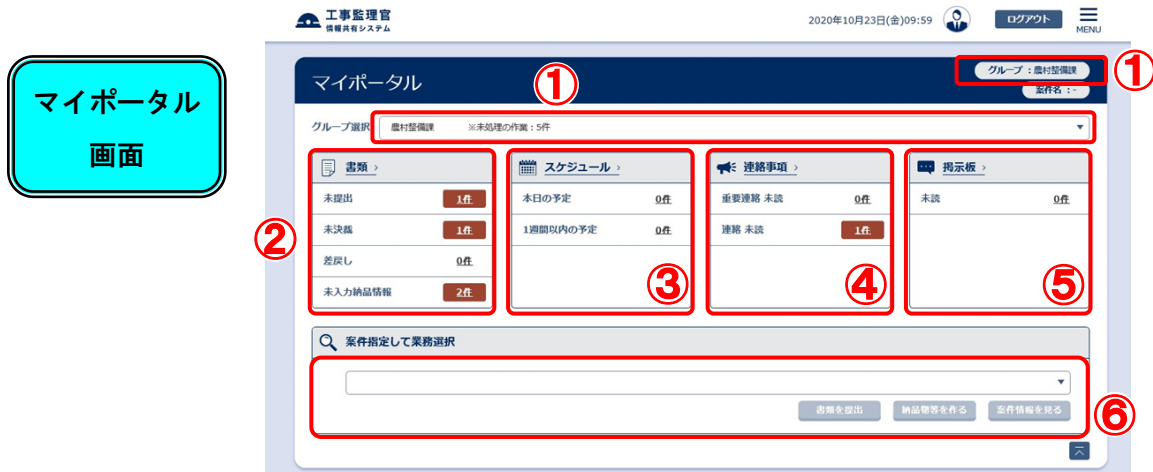 工事監理官
情報共有システム
2020年10月23日(金)09:59
ログアウト
MENU
マイポータル
画面
マイポータル
①
グループ：農村整備課
①
案件名：-
グループ選択
農村整備課 ※未処理の作業：5件
書類 >
未提出 1件
未決裁 1件
差戻し 0件
未入力納品情報 2件
②
スケジュール >
本日の予定 0件
1週間以内の予定 0件
③
連絡事項 >
重要連絡 未読 0件
連絡 未読 1件
④
掲示板 >
未読 0件
⑤
案件指定して業務選択
書類を提出
納品物等を作る
案件情報を見る
⑥